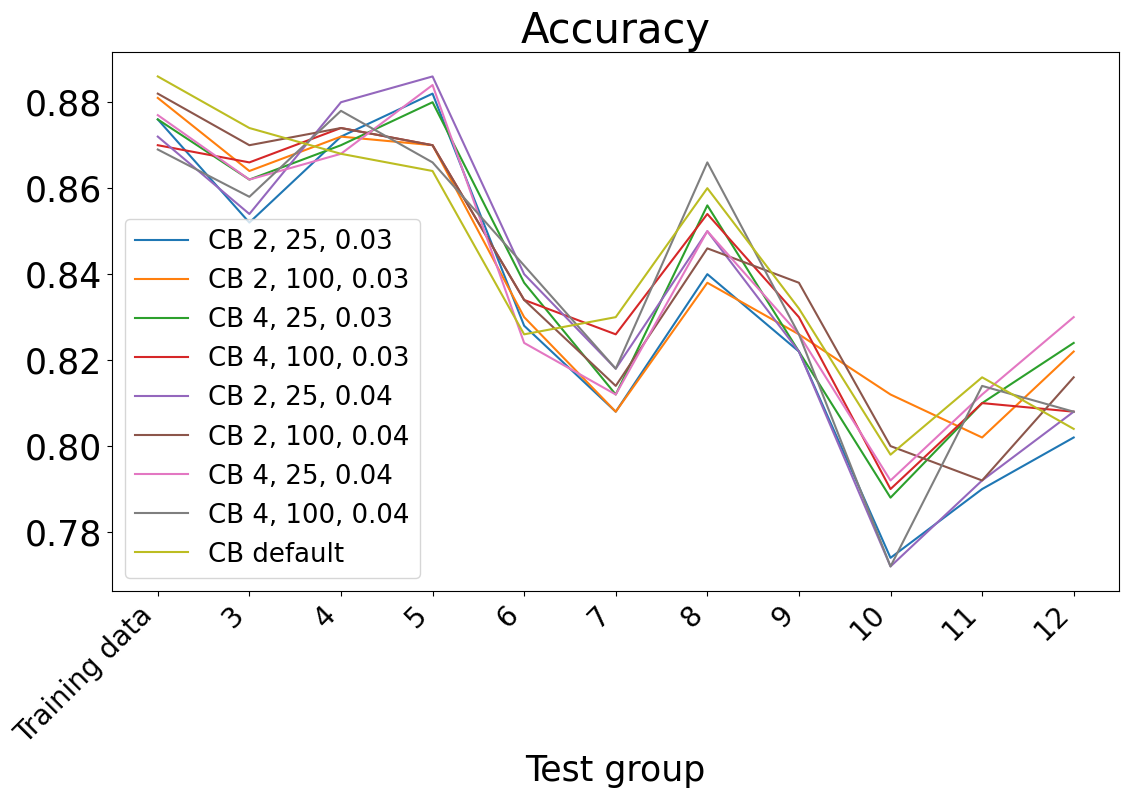 Accuracy
0.88
0.86
0.84
0.82
0.80
0.78
CB 2, 25, 0.03
CB 2, 100, 0.03
CB 4, 25, 0.03
CB 4, 100, 0.03
CB 2, 25, 0.04
CB 2, 100, 0.04
CB 4, 25, 0.04
CB 4, 100, 0.04
CB default
Training data
3
4
5
6
7
8
9
10
11
12
Test group